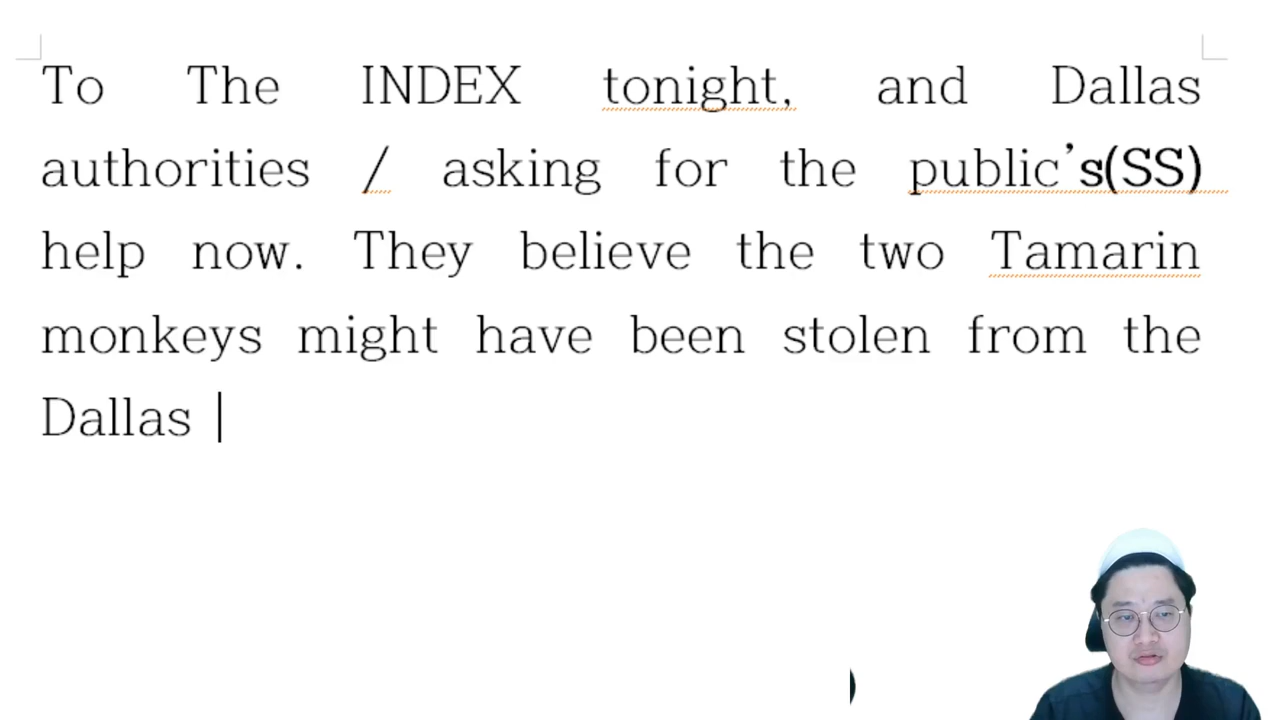 To The INDEX tonight, and Dallas
authorities / asking for the public's(SS)
help now. They believe the two Tamarin
monkeys might have been stolen from the
Dallas